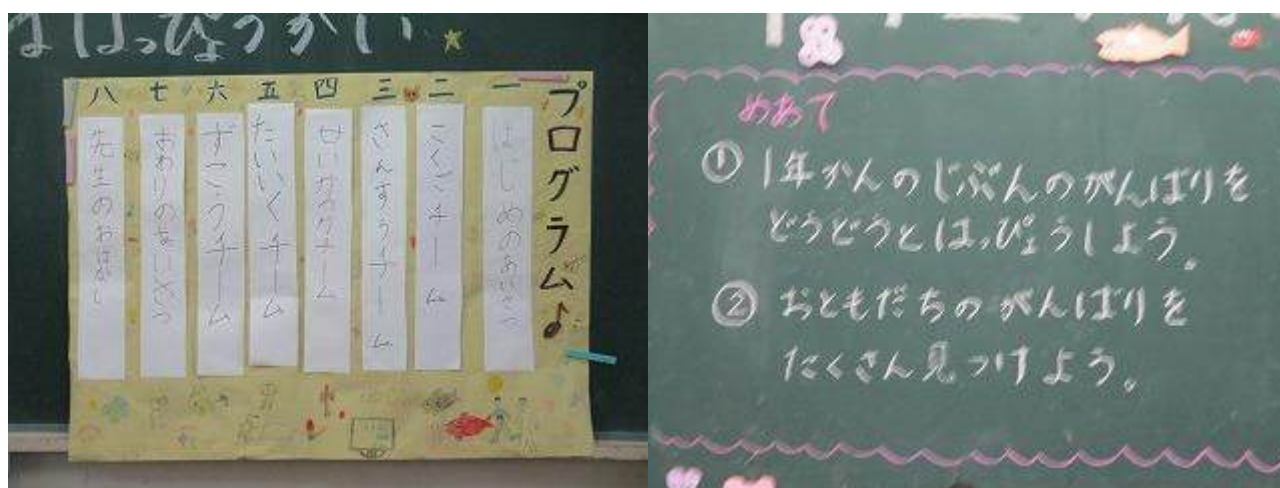 はっぴょうかい
プログラム♪
一 はじめのあいさつ
二 こくごチーム
三 さんすうチーム
四 せいかつチーム
五 たいいくチーム
六 ずこうチーム
七 おわりのあいさつ
八 先生のおはなし
めあて
① 1年かんのじぶんのがんばりを
どうどうとはっぴょうしよう。
② おともだちのがんばりを
たくさん見つけよう。